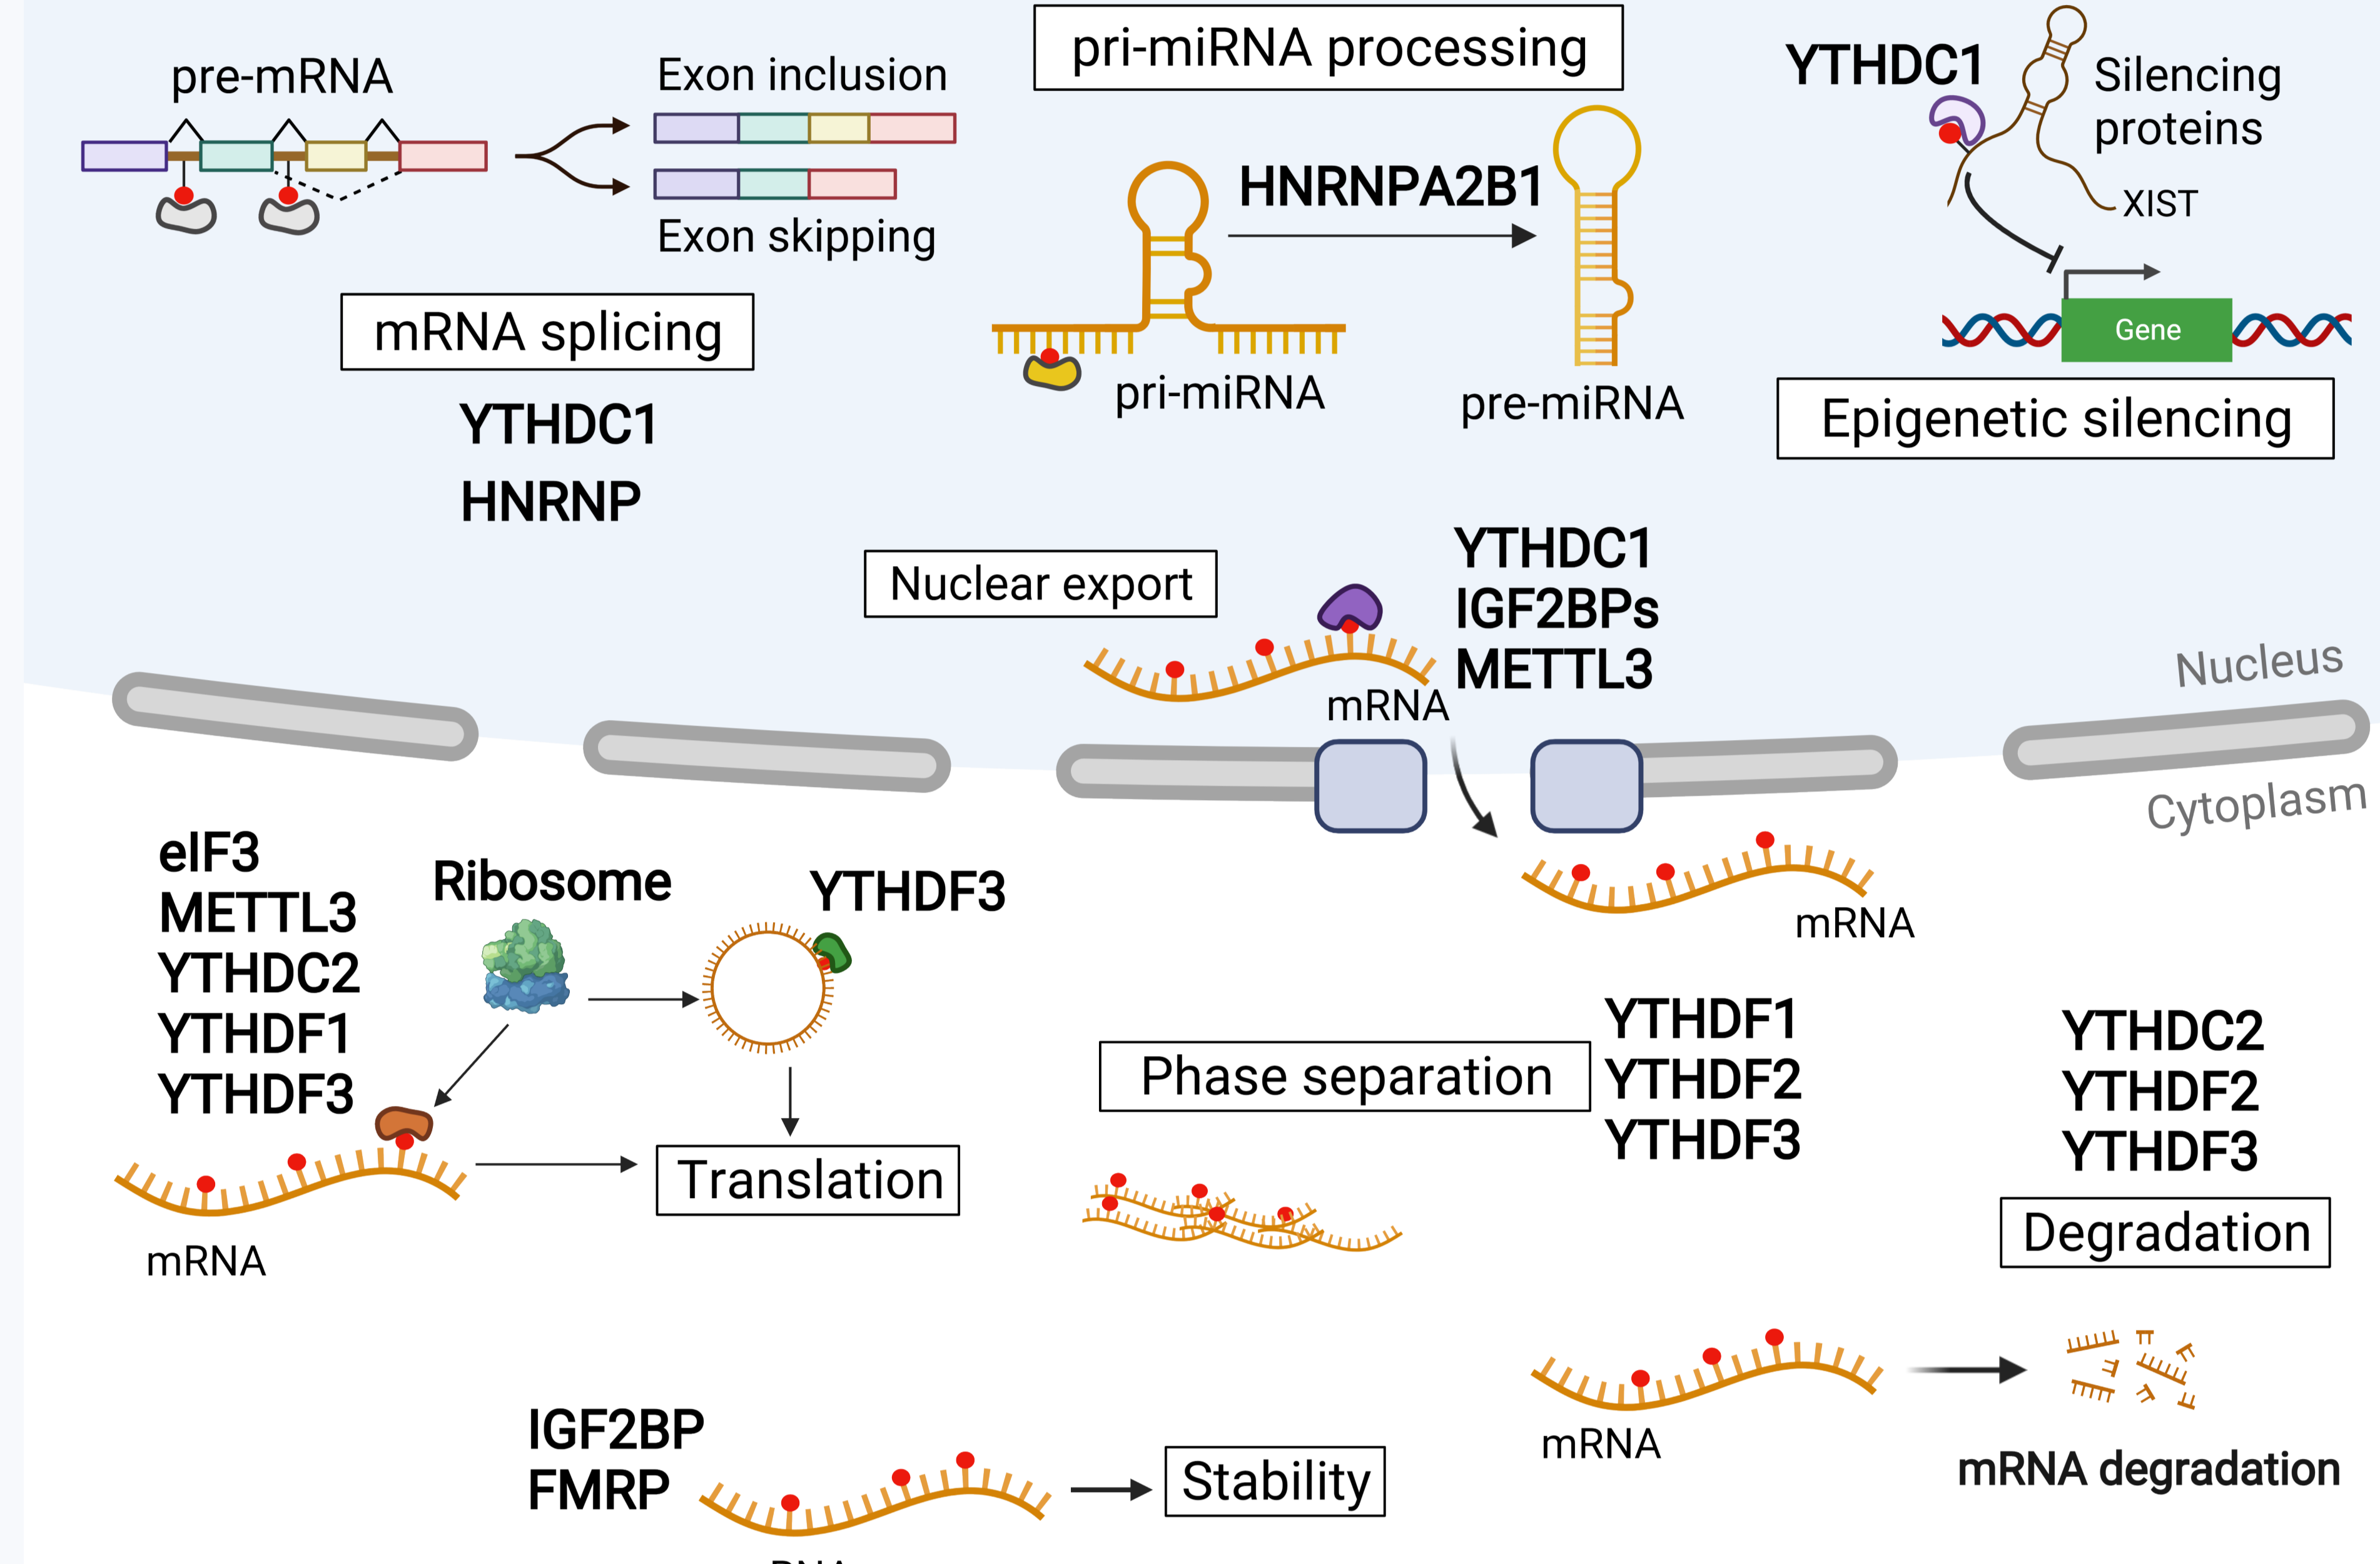 pre-mRNA
Exon inclusion
Exon skipping
mRNA splicing
YTHDC1
HNRNP
pri-miRNA processing
HNRNPA2B1
pri-miRNA
pre-miRNA
YTHDC1
Silencing
proteins
XIST
Gene
Epigenetic silencing
Nuclear export
YTHDC1
IGF2BPs
METTL3
mRNA
Nucleus
Cytoplasm
mRNA
eIF3
METTL3
YTHDC2
YTHDF1
YTHDF3
Ribosome
YTHDF3
mRNA
Translation
Phase separation
YTHDF1
YTHDF2
YTHDF3
YTHDC2
YTHDF2
YTHDF3
Degradation
mRNA
mRNA degradation
IGF2BP
FMRP
Stability